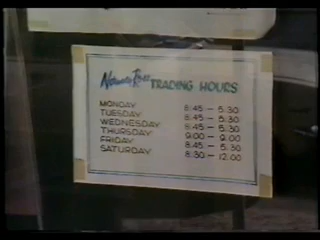 TRADING HOURS
MONDAY 8:45 - 5.30
TUESDAY 8:45 - 5.30
WEDNESDAY 8:45 - 5.30
THURSDAY 9:00 - 9.00
FRIDAY 8:45 - 5.30
SATURDAY 8:30 - 12.00